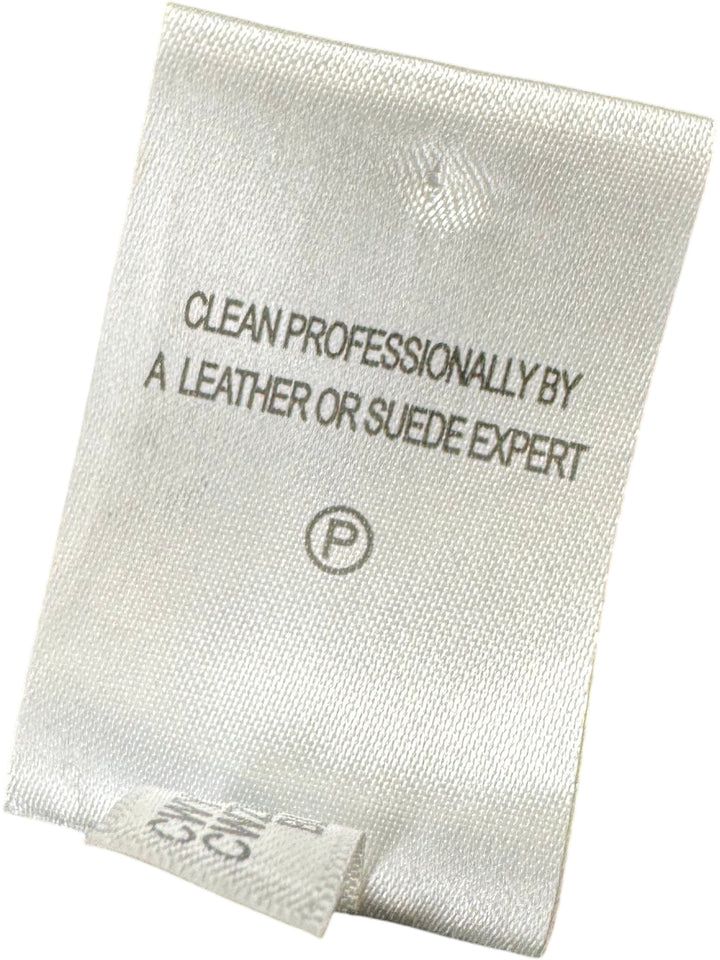 CLEAN PROFESSIONALLY BY
A LEATHER OR SUEDE EXPERT
P